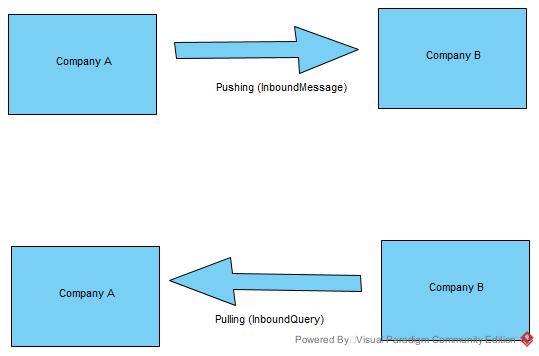 Company A
Company B
Pushing (InboundMessage)
Company A
Company B
Pulling (InboundQuery)
Powered By Visual Paradigm Community Edition